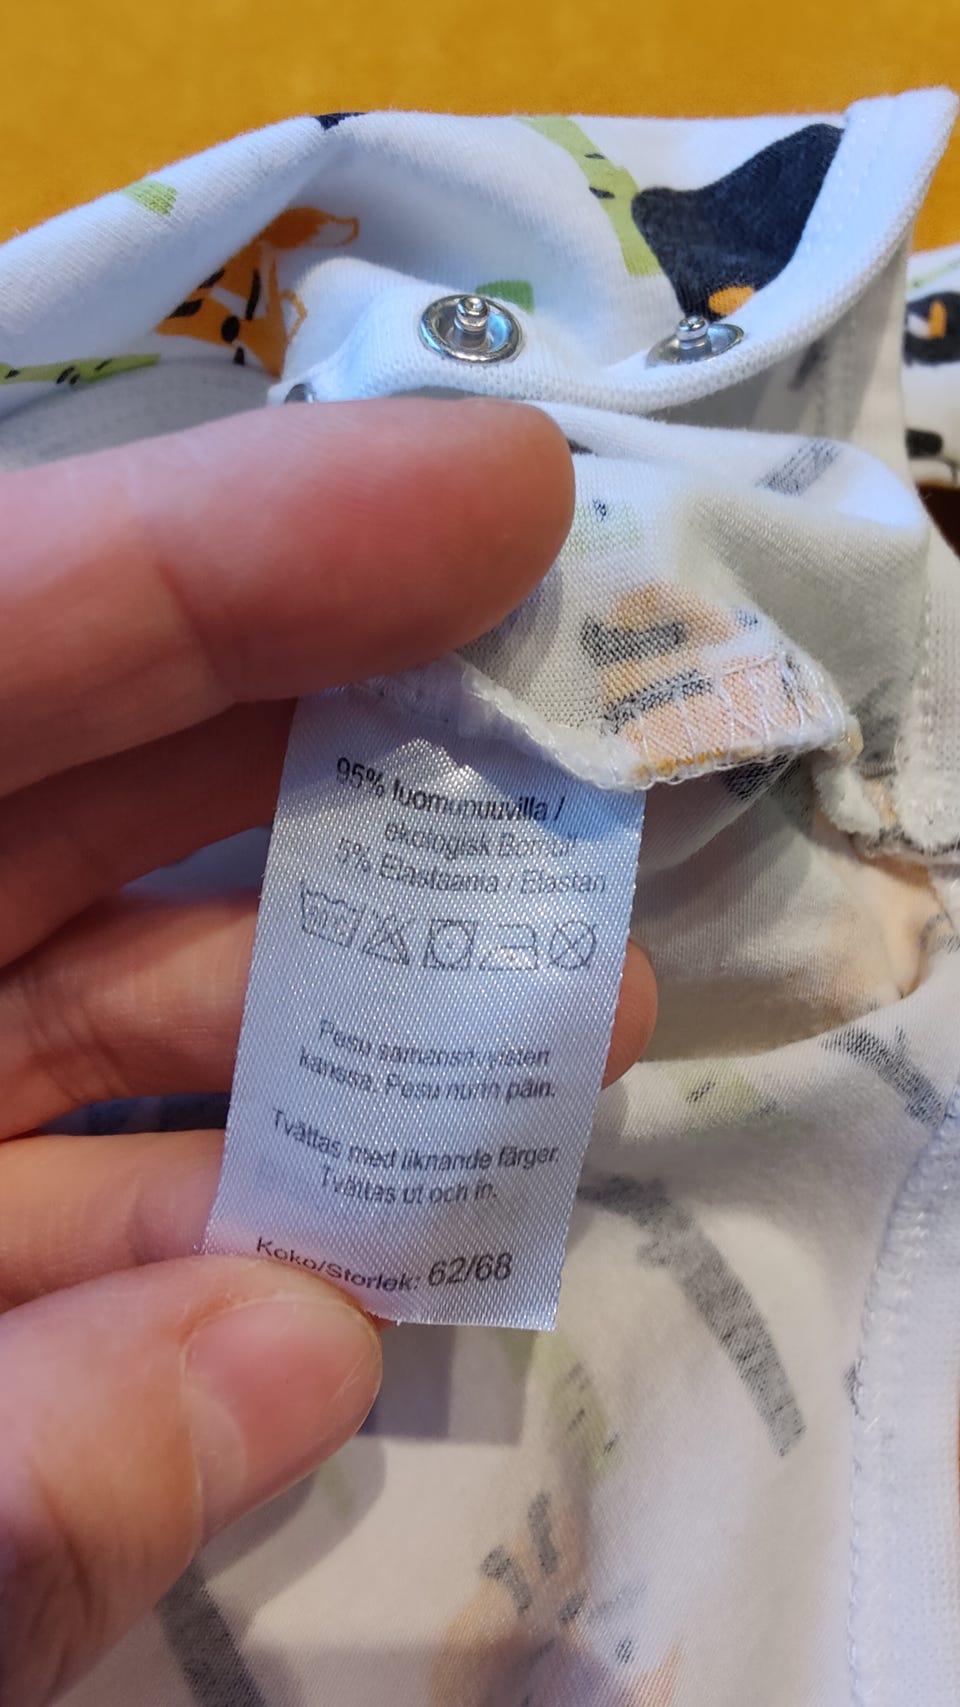 95% luomupuuvilla /
ekologisk Bomull
5% Elastaania / Elastan
Pesu samansävyisten
kanssa. Pesu nurin päin.
Tvättas med liknande färger.
Tvättas ut och in.
Koko/Storlek: 62/68